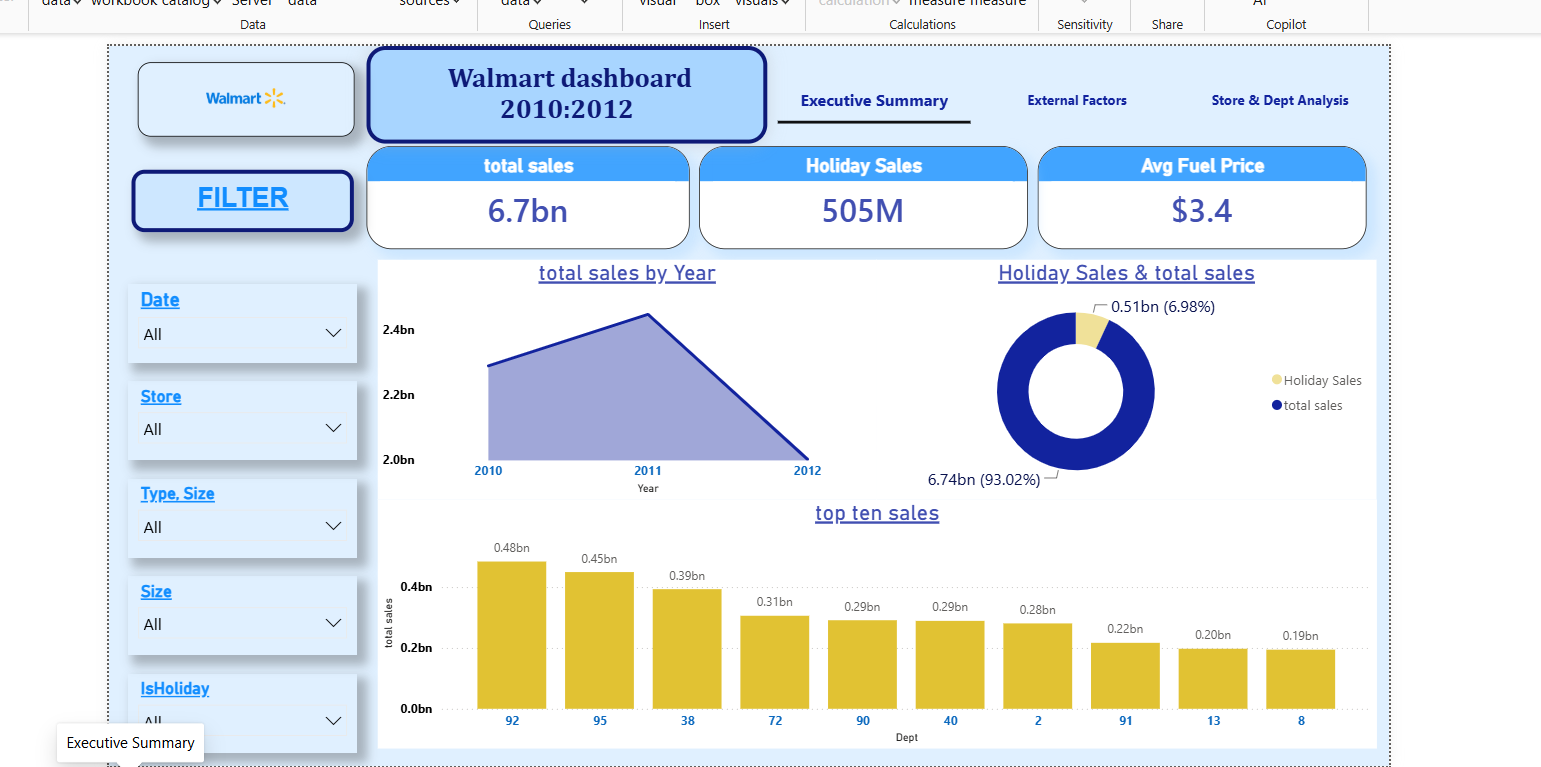 data workbook catalog Server data sources data visual box visuals calculation measure measure AI
Data Queries Insert Calculations Sensitivity Share Copilot
Walmart
Walmart dashboard
2010:2012
Executive Summary External Factors Store & Dept Analysis
FILTER
total sales
6.7bn
Holiday Sales
505M
Avg Fuel Price
$3.4
Date
All
Store
All
Type, Size
All
Size
All
IsHoliday
All
Executive Summary
total sales by Year
2.4bn
2.2bn
2.0bn
2010 2011 2012
Year
Holiday Sales & total sales
0.51bn (6.98%)
6.74bn (93.02%)
Holiday Sales
total sales
top ten sales
total sales
0.4bn
0.2bn
0.0bn
0.48bn 0.45bn 0.39bn 0.31bn 0.29bn 0.29bn 0.28bn 0.22bn 0.20bn 0.19bn
92 95 38 72 90 40 2 91 13 8
Dept